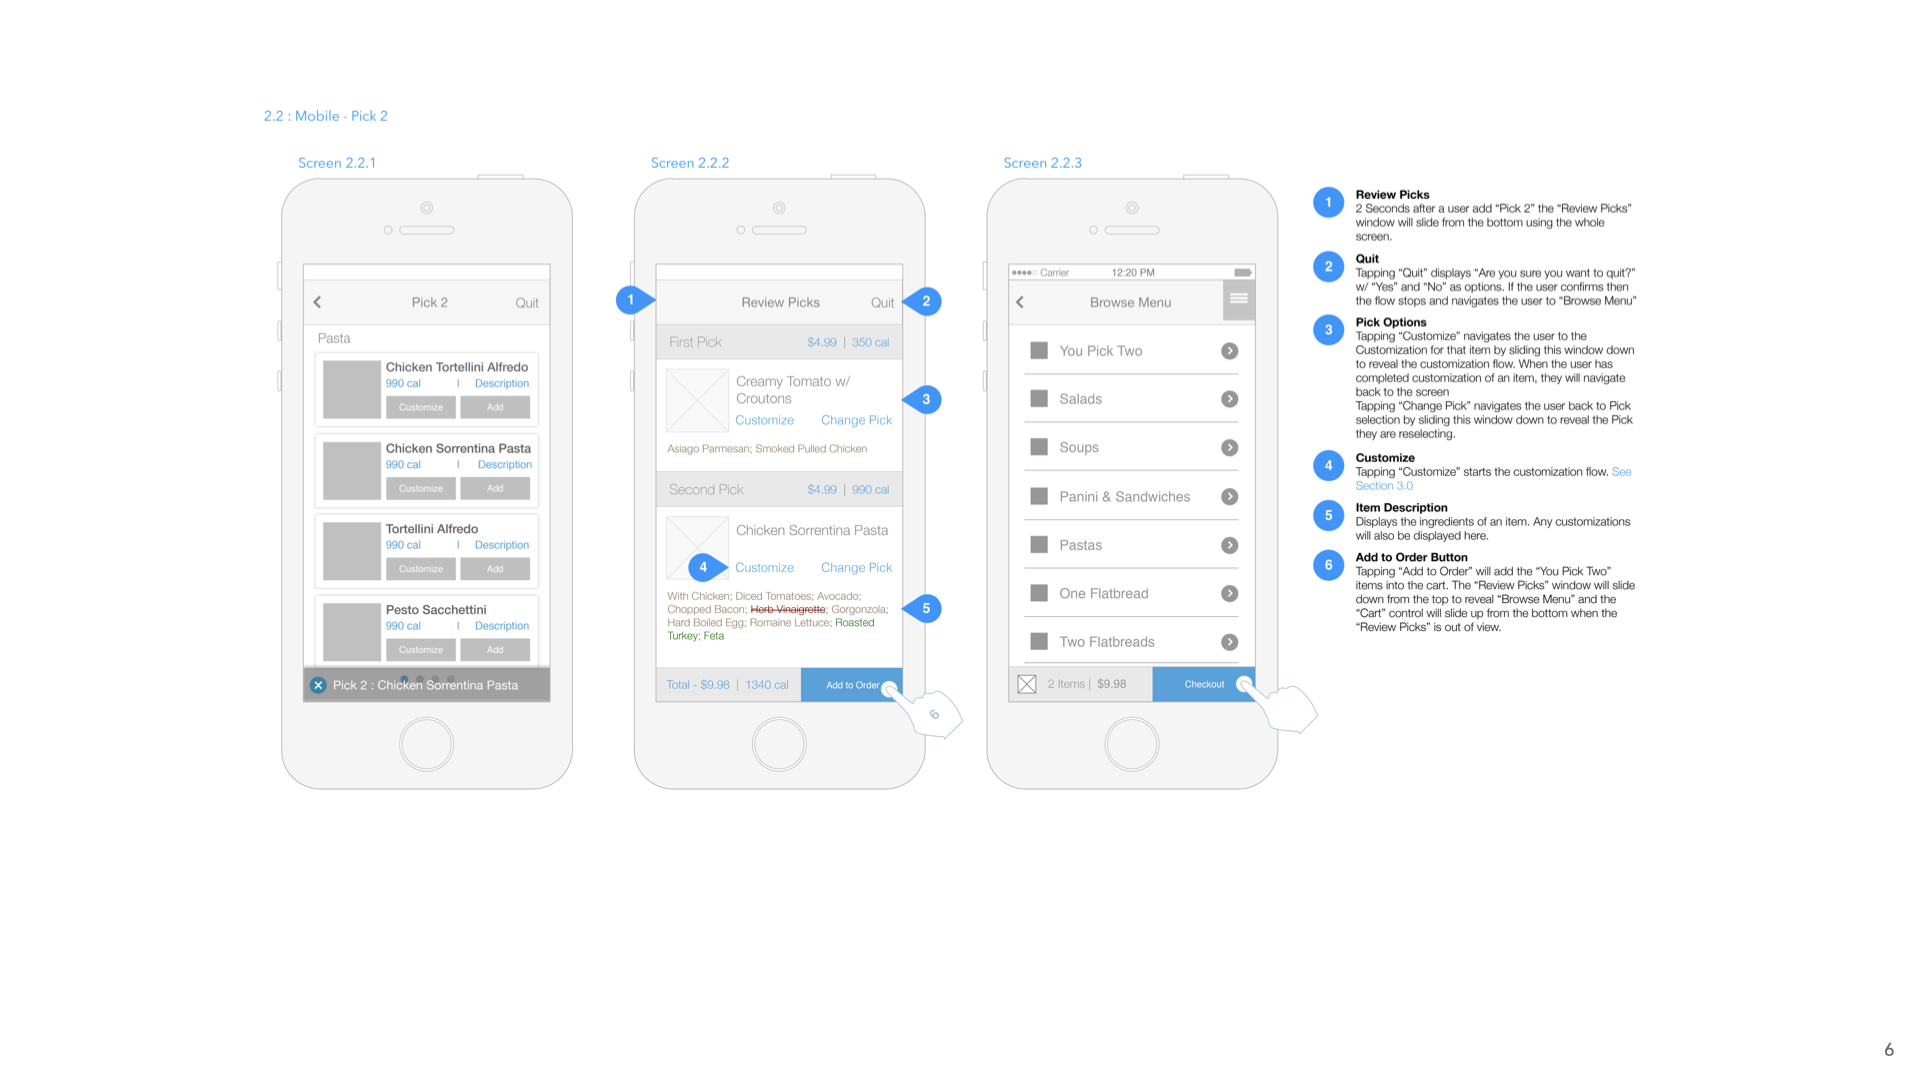 2.2 : Mobile - Pick 2
Screen 2.2.1
Pick 2
Quit
Pasta
Chicken Tortellini Alfredo
990 cal | Description
Customize
Add
Chicken Sorrentina Pasta
990 cal | Description
Customize
Add
Tortellini Alfredo
990 cal | Description
Customize
Add
Pesto Sacchettini
990 cal | Description
Customize
Add
Pick 2 : Chicken Sorrentina Pasta
Screen 2.2.2
1
Review Picks
Quit
2
First Pick
$4.99 | 350 cal
Creamy Tomato w/
Croutons
3
Customize
Change Pick
Asiago Parmesan; Smoked Pulled Chicken
Second Pick
$4.99 | 990 cal
Chicken Sorrentina Pasta
4
Customize
Change Pick
With Chicken; Diced Tomatoes; Avocado;
Chopped Bacon; Herb Vinaigrette; Gorgonzola;
Hard Boiled Egg; Romaine Lettuce; Roasted
Turkey; Feta
5
Total - $9.98 | 1340 cal
Add to Order
6
Screen 2.2.3
Carrier
12:20 PM
Browse Menu
You Pick Two
Salads
Soups
Panini & Sandwiches
Pastas
One Flatbread
Two Flatbreads
2 Items | $9.98
Checkout
1
Review Picks
2 Seconds after a user add “Pick 2” the “Review Picks”
window will slide from the bottom using the whole
screen.
2
Quit
Tapping “Quit” displays “Are you sure you want to quit?”
w/ “Yes” and “No” as options. If the user confirms then
the flow stops and navigates the user to “Browse Menu”
3
Pick Options
Tapping “Customize” navigates the user to the
Customization for that item by sliding this window down
to reveal the customization flow. When the user has
completed customization of an item, they will navigate
back to the screen
Tapping “Change Pick” navigates the user back to Pick
selection by sliding this window down to reveal the Pick
they are reselecting.
4
Customize
Tapping “Customize” starts the customization flow. See
Section 3.0
5
Item Description
Displays the ingredients of an item. Any customizations
will also be displayed here.
6
Add to Order Button
Tapping “Add to Order” will add the “You Pick Two”
items into the cart. The “Review Picks” window will slide
down from the top to reveal “Browse Menu” and the
“Cart” control will slide up from the bottom when the
“Review Picks” is out of view.
6